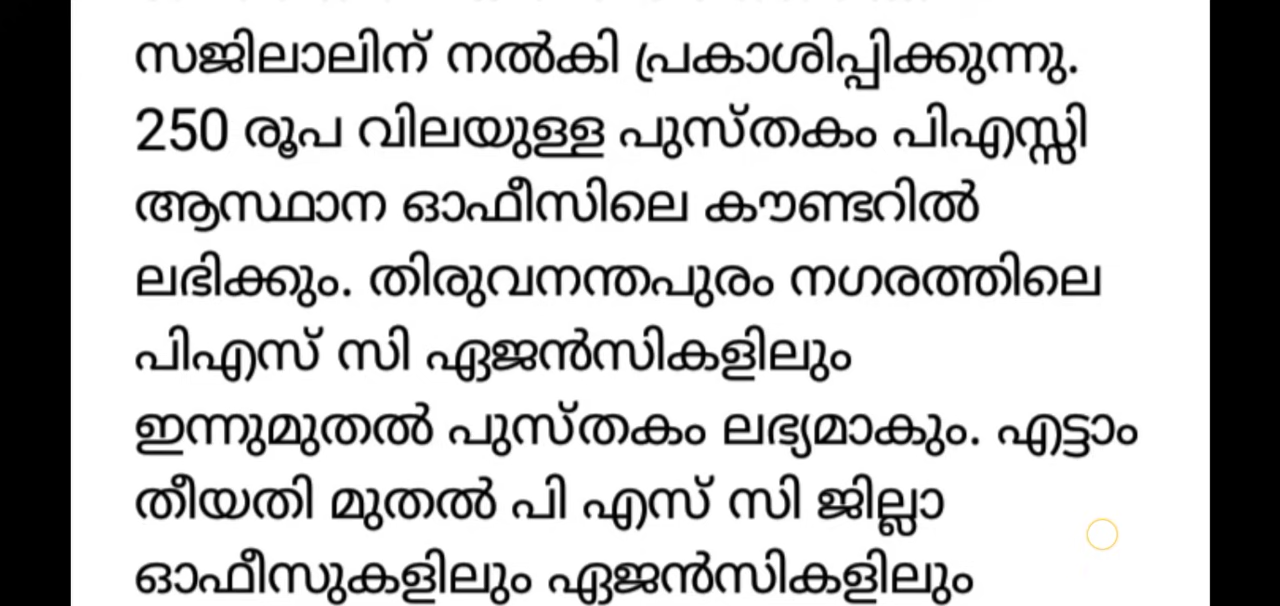 സജിലാലിന് നൽകി പ്രകാശിപ്പിക്കുന്നു.
250 രൂപ വിലയുള്ള പുസ്തകം പിഎസ്സി
ആസ്ഥാന ഓഫീസിലെ കൗണ്ടറിൽ
ലഭിക്കും. തിരുവനന്തപുരം നഗരത്തിലെ
പിഎസ് സി ഏജൻസികളിലും
ഇന്നുമുതൽ പുസ്തകം ലഭ്യമാകും. എട്ടാം
തീയതി മുതൽ പി എസ് സി ജില്ലാ
ഓഫീസുകളിലും ഏജൻസികളിലും